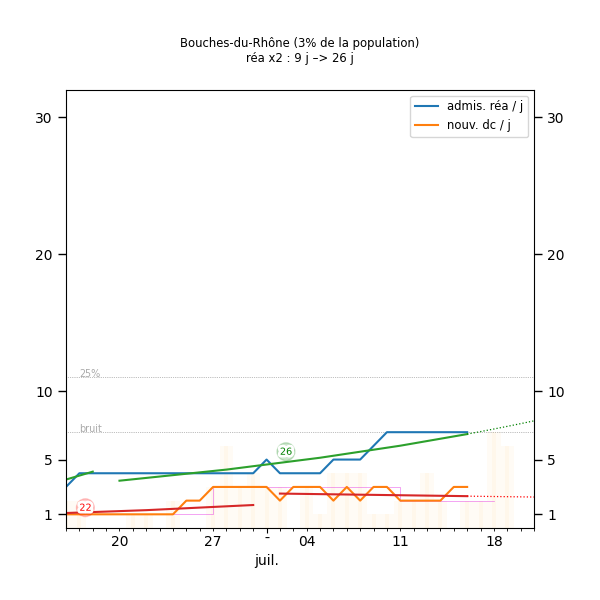 Bouches-du-Rhône (3% de la population)
réa x2 : 9 j –> 26 j
admis. réa / j
nouv. dc / j
30 30
20 20
25%
10 10
bruit
26
5 5
22
1 1
20 27 - 04 11 18
juil.